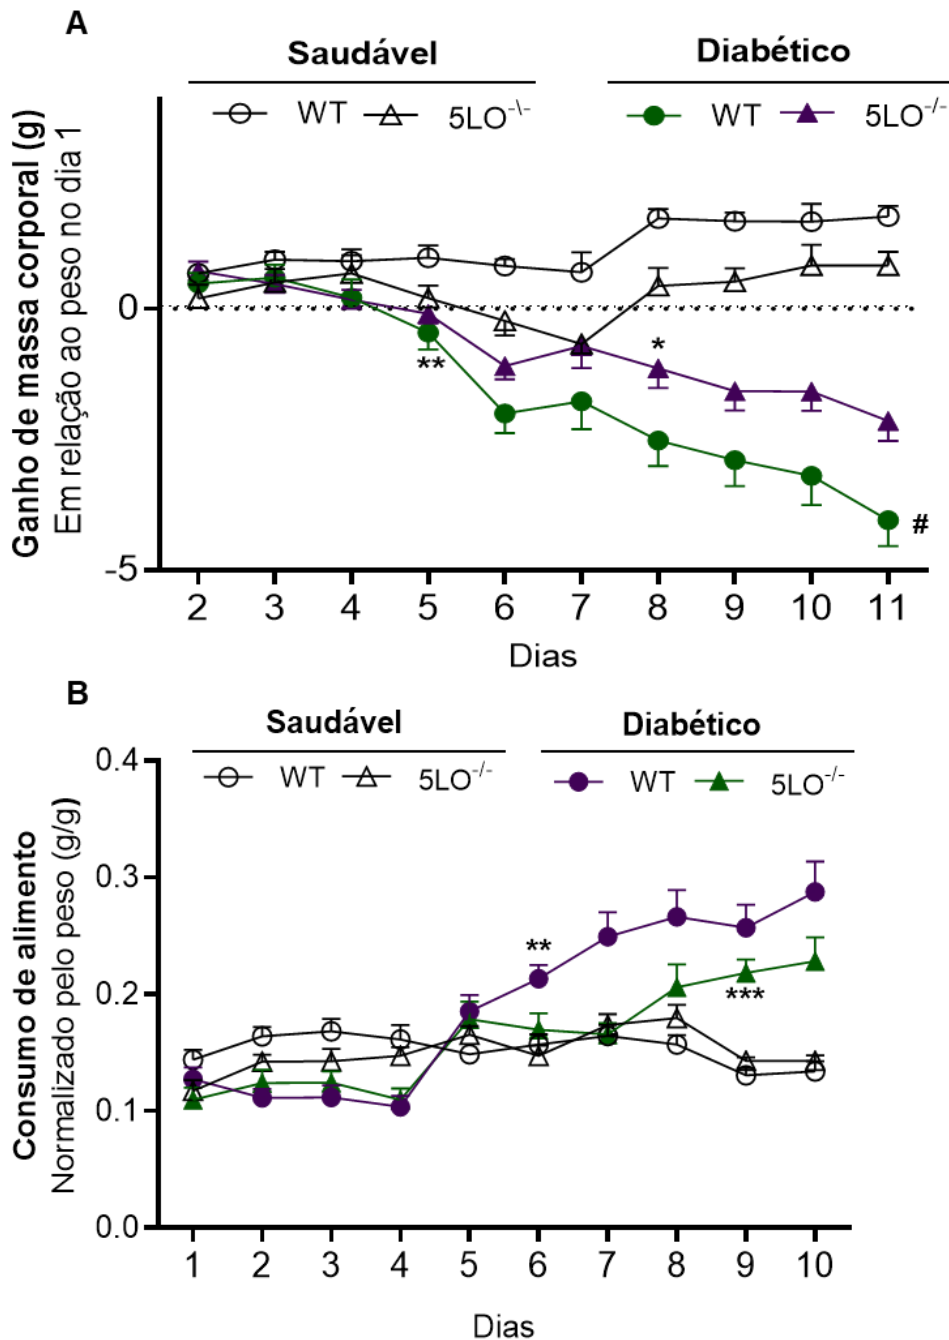 A
Saudável
Diabético
WT
5LO-\-
WT
5LO-/-
Ganho de massa corporal (g)
Em relação ao peso no dia 1
0
-5
**
*
#
2 3 4 5 6 7 8 9 10 11
Dias
B
Saudável
Diabético
WT
5LO-/-
WT
5LO-/-
Consumo de alimento
Normalizado pelo peso (g/g)
0.4
0.3
0.2
0.1
0.0
**
***
1 2 3 4 5 6 7 8 9 10
Dias